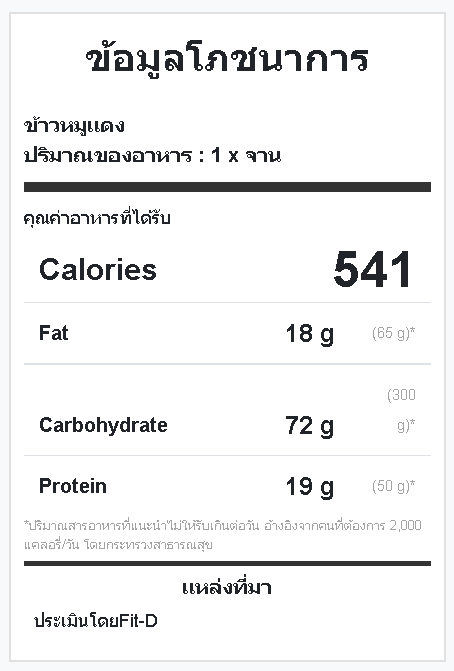 ข้อมูลโภชนาการ
ข้าวหมูแดง
ปริมาณของอาหาร : 1 x จาน
คุณค่าอาหารที่ได้รับ
Calories 541
Fat 18 g (65 g)*
Carbohydrate 72 g (300 g)*
Protein 19 g (50 g)*
*ปริมาณสารอาหารที่แนะนำไม่ให้รับเกินต่อวัน อ้างอิงจากคนที่ต้องการ 2,000
แคลอรี่/วัน โดยกระทรวงสาธารณสุข
แหล่งที่มา
ประเมินโดยFit-D